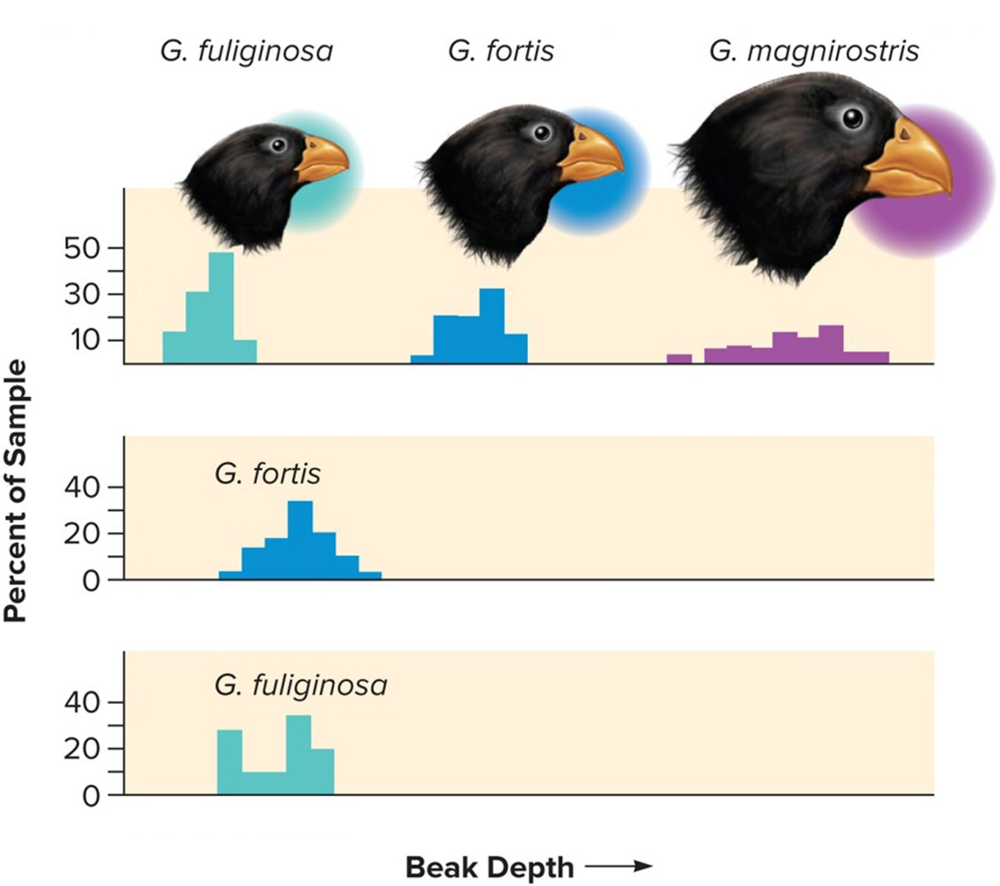 G. fuliginosa G. fortis G. magnirostris
50
30
10
Percent of Sample
G. fortis
40
20
0
G. fuliginosa
40
20
0
Beak Depth